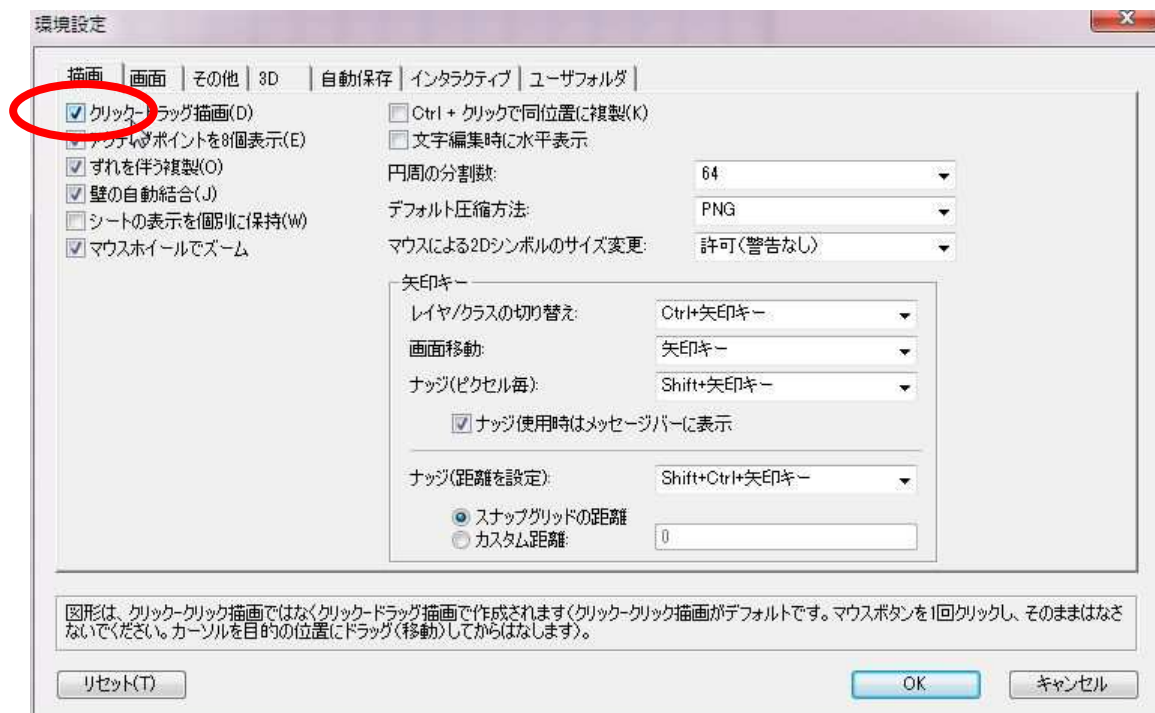 環境設定
描画 画面 その他 3D 自動保存 インタラクティブ ユーザフォルダ
クリック-ドラッグ描画(D)
アクティブポイントを8個表示(E)
ずれを伴う複製(O)
壁の自動結合(J)
シートの表示を個別に保持(W)
マウスホイールでズーム
Ctrl + クリックで同位置に複製(K)
文字編集時に水平表示
円周の分割数: 64
デフォルト圧縮方法: PNG
マウスによる2Dシンボルのサイズ変更: 許可(警告なし)
矢印キー
レイヤ/クラスの切り替え: Ctrl+矢印キー
画面移動: 矢印キー
ナッジ(ピクセル毎): Shift+矢印キー
ナッジ使用時はメッセージバーに表示
ナッジ(距離を設定): Shift+Ctrl+矢印キー
スナップグリッドの距離
カスタム距離: 0
図形は、クリック-クリック描画ではなくクリック-ドラッグ描画で作成されます(クリック-クリック描画がデフォルトです。マウスボタンを1回クリックし、そのままはなさ
ないでください。カーソルを目的の位置にドラッグ(移動)してからはなします)。
リセット(T) OK キャンセル